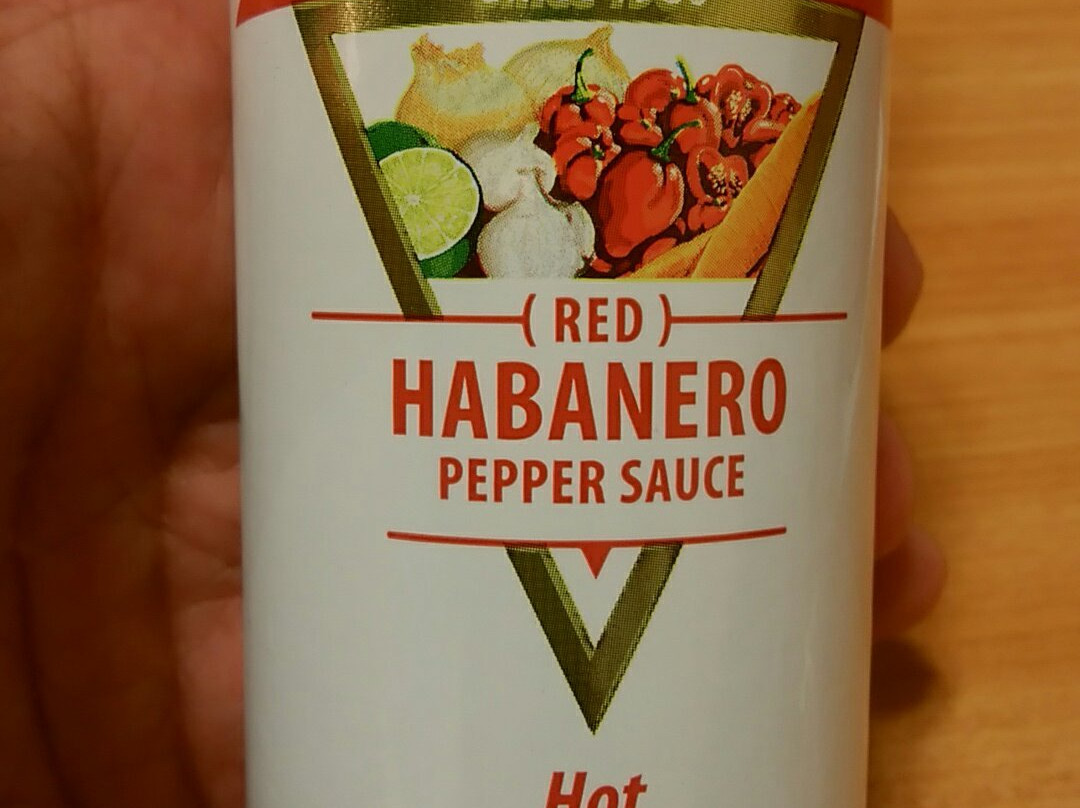 ( RED )
HABANERO
PEPPER SAUCE
Hot